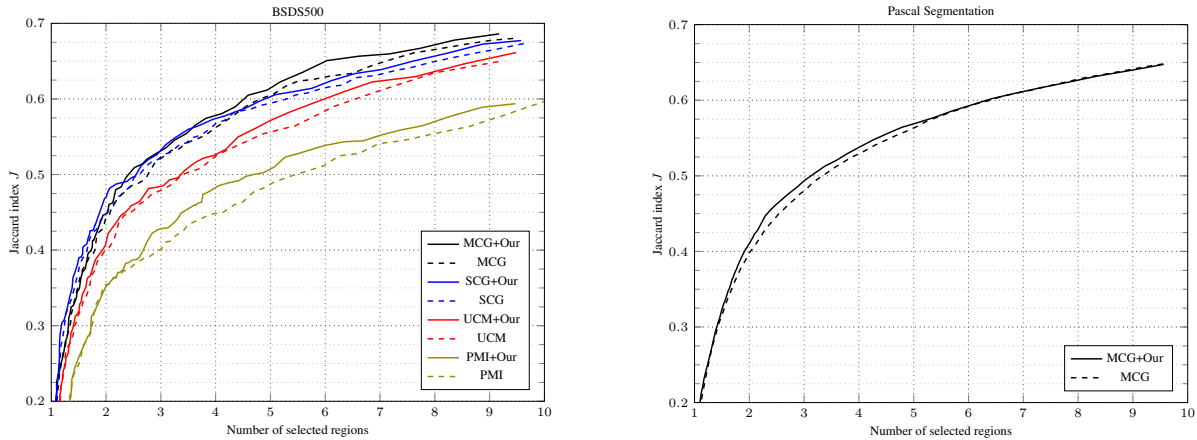 BSDS500
0.7
0.6
0.5
0.4
0.3
0.2
Jaccard index J
1 2 3 4 5 6 7 8 9 10
Number of selected regions
MCG+Our
MCG
SCG+Our
SCG
UCM+Our
UCM
PMI+Our
PMI
Pascal Segmentation
0.7
0.6
0.5
0.4
0.3
0.2
Jaccard index J
1 2 3 4 5 6 7 8 9 10
Number of selected regions
MCG+Our
MCG